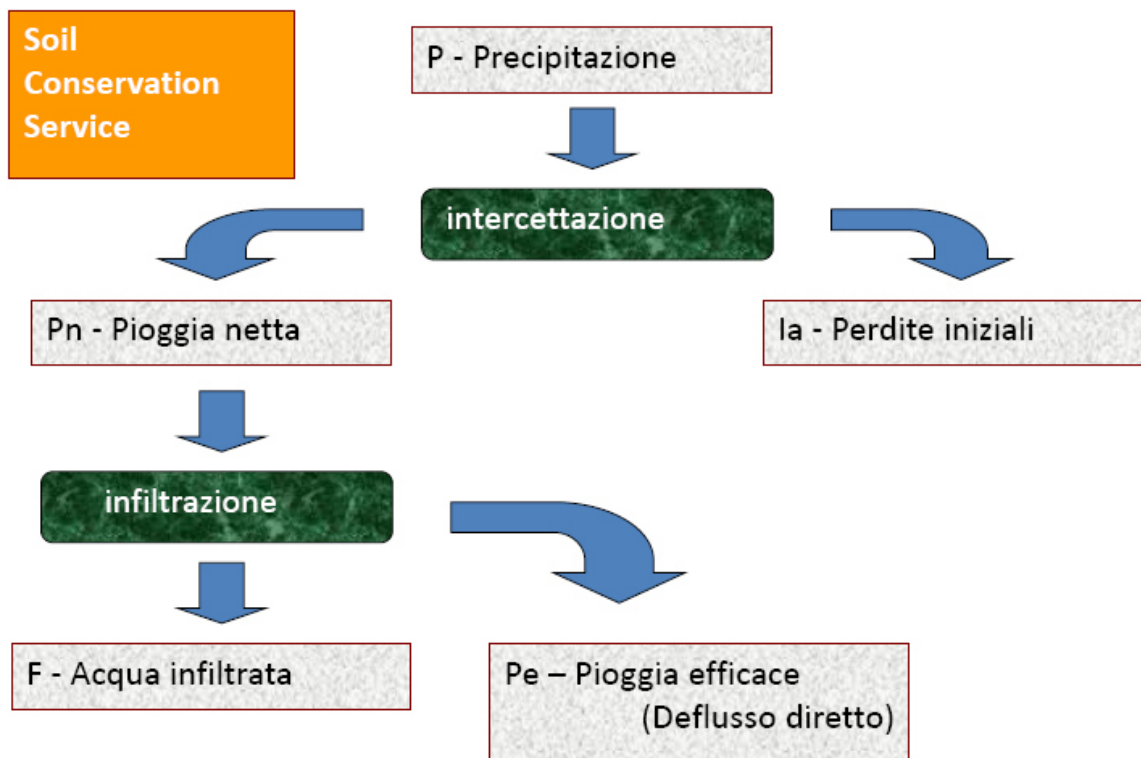 Soil
Conservation
Service
P - Precipitazione
intercettazione
Pn - Pioggia netta
Ia - Perdite iniziali
infiltrazione
F - Acqua infiltrata
Pe – Pioggia efficace
(Deflusso diretto)